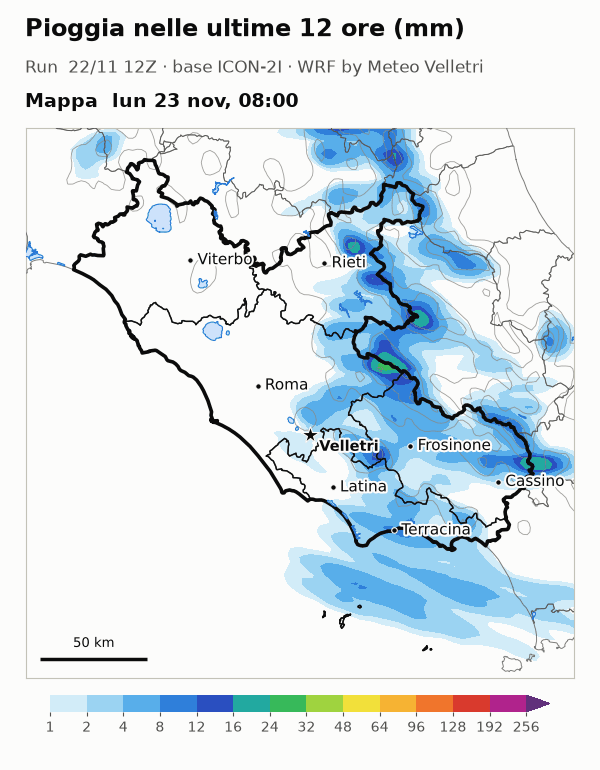 Pioggia nelle ultime 12 ore (mm)
Run  22/11 12Z · base ICON-2I · WRF by Meteo Velletri
Mappa  lun 23 nov, 08:00
Viterbo
Rieti
Roma
Velletri
Frosinone
Latina
Cassino
Terracina
50 km
1 2 4 8 12 16 24 32 48 64 96 128 192 256